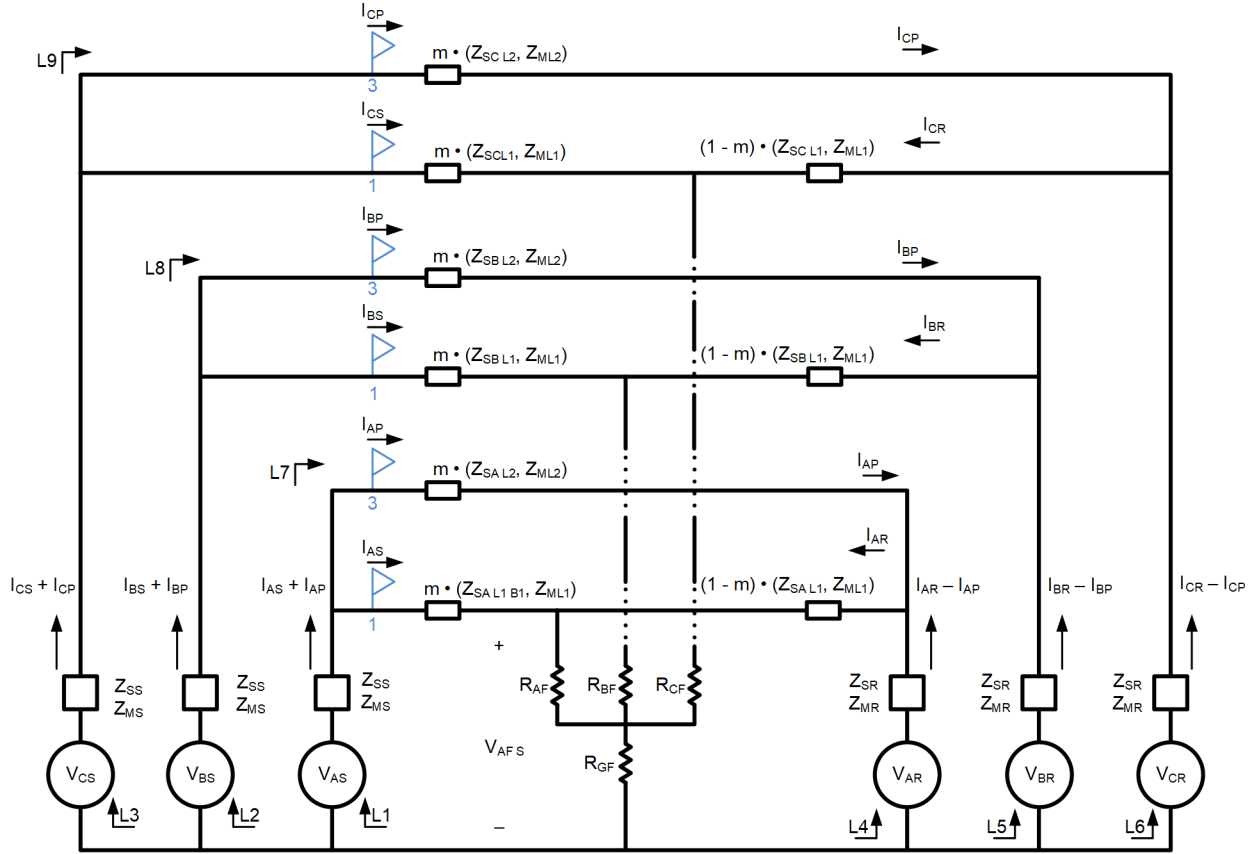 I_CP
L9
m • (Z_SC L2, Z_ML2)
I_CP
3
I_CS
I_CR
m • (Z_SCL1, Z_ML1)
(1 - m) • (Z_SC L1, Z_ML1)
1
I_BP
L8
m • (Z_SB L2, Z_ML2)
I_BP
3
I_BS
I_BR
m • (Z_SB L1, Z_ML1)
(1 - m) • (Z_SB L1, Z_ML1)
1
I_AP
L7
m • (Z_SA L2, Z_ML2)
I_AP
3
I_AS
I_AR
I_CS + I_CP
I_BS + I_BP
I_AS + I_AP
m • (Z_SA L1 B1, Z_ML1)
(1 - m) • (Z_SA L1, Z_ML1)
I_AR – I_AP
I_BR – I_BP
I_CR – I_CP
1
+
Z_SS
Z_MS
Z_SS
Z_MS
Z_SS
Z_MS
R_AF
R_BF
R_CF
Z_SR
Z_MR
Z_SR
Z_MR
Z_SR
Z_MR
V_CS
V_BS
V_AS
V_AF S
R_GF
V_AR
V_BR
V_CR
L3
L2
L1
–
L4
L5
L6